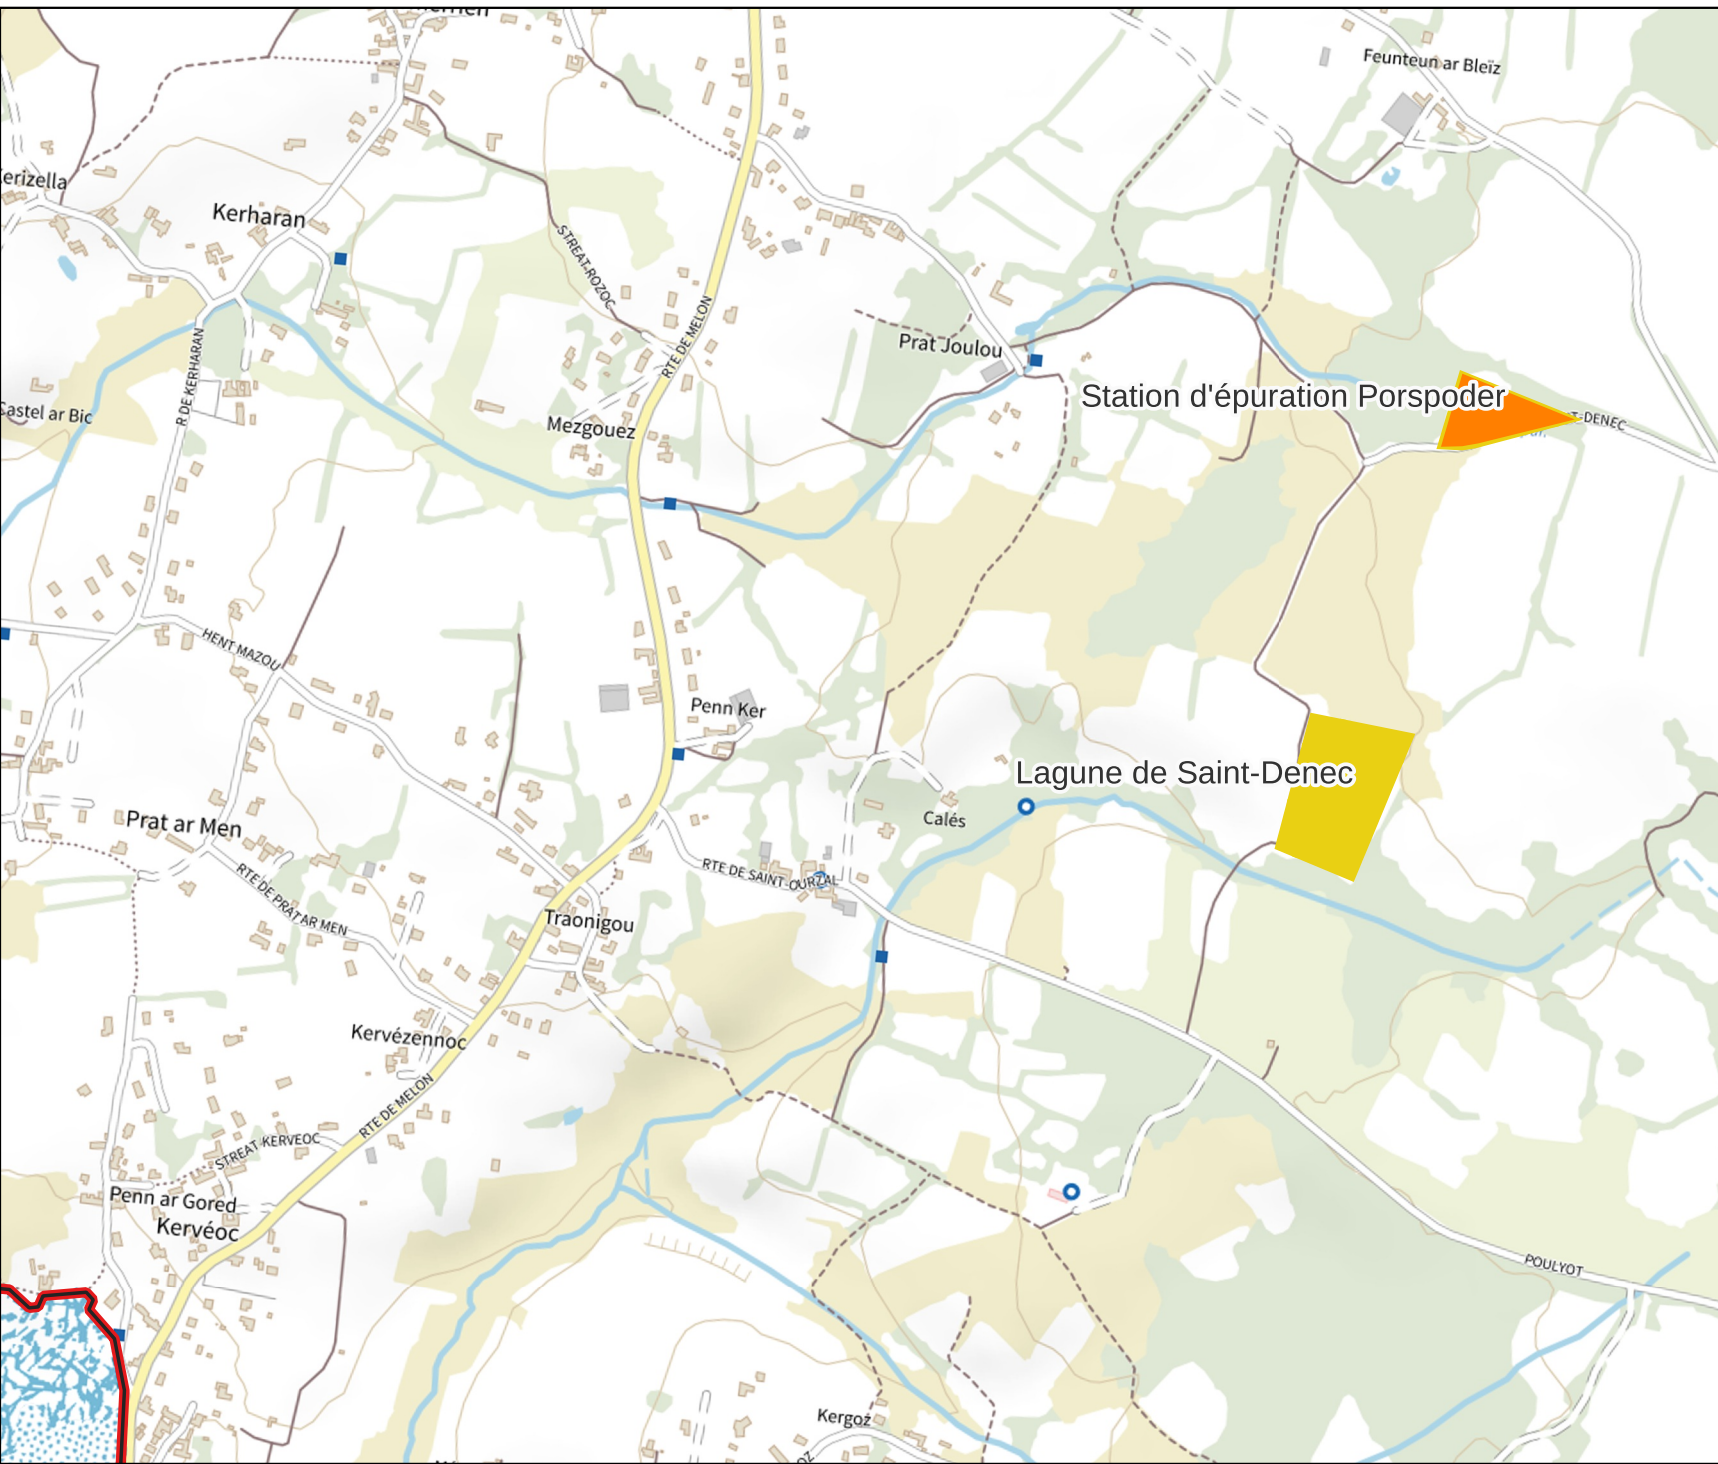 Feunteun ar Bleïz
Kerharan
STREAT-ROZOC
RTE DE MELON
Prat Joulou
R DE KERHARAN
Station d'épuration Porspoder
T-DENEC
Castel ar Bic
Mezgouez
HENT MAZOU
Penn Ker
Lagune de Saint-Denec
Calés
Prat ar Men
RTE DE PRAT AR MEN
RTE DE SAINT-OURZAL
Traonigou
Kervézennoc
RTE DE MELON
STREAT-KERVEOC
Penn ar Gored
Kervéoc
POULYOT
Kergoz